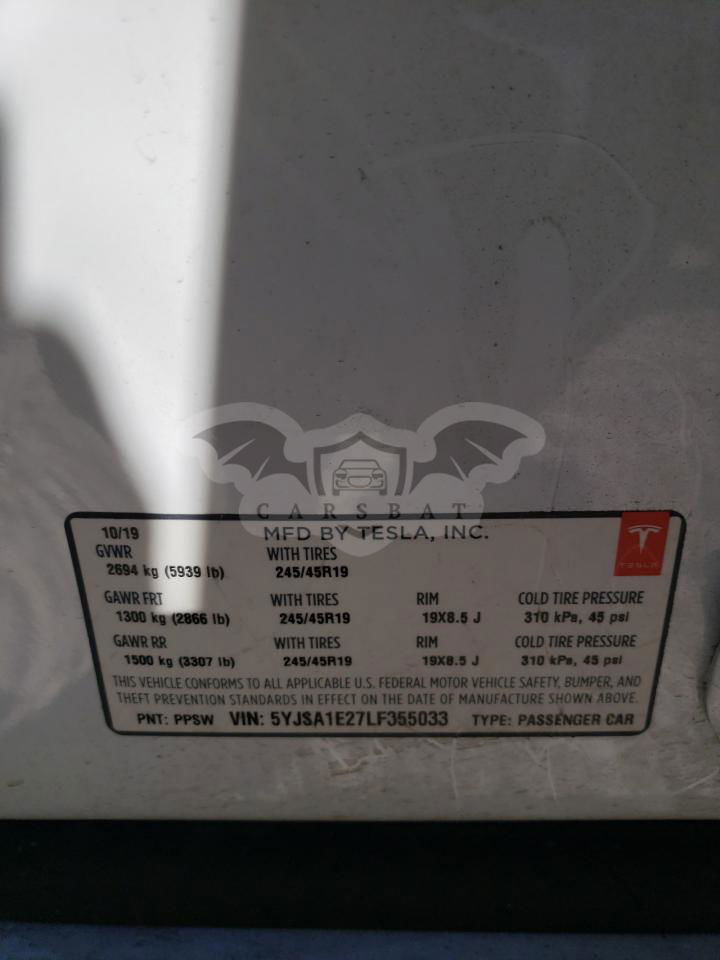 CARSBAT
10/19 MFD BY TESLA, INC.
GVWR WITH TIRES
2694 kg (5939 lb) 245/45R19
TESLA
GAWR FRT WITH TIRES RIM COLD TIRE PRESSURE
1300 kg (2866 lb) 245/45R19 19X8.5 J 310 kPa, 45 psi
GAWR RR WITH TIRES RIM COLD TIRE PRESSURE
1500 kg (3307 lb) 245/45R19 19X8.5 J 310 kPa, 45 psi
THIS VEHICLE CONFORMS TO ALL APPLICABLE U.S. FEDERAL MOTOR VEHICLE SAFETY, BUMPER, AND
THEFT PREVENTION STANDARDS IN EFFECT ON THE DATE OF MANUFACTURE SHOWN ABOVE.
PNT: PPSW VIN: 5YJSA1E27LF355033 TYPE: PASSENGER CAR